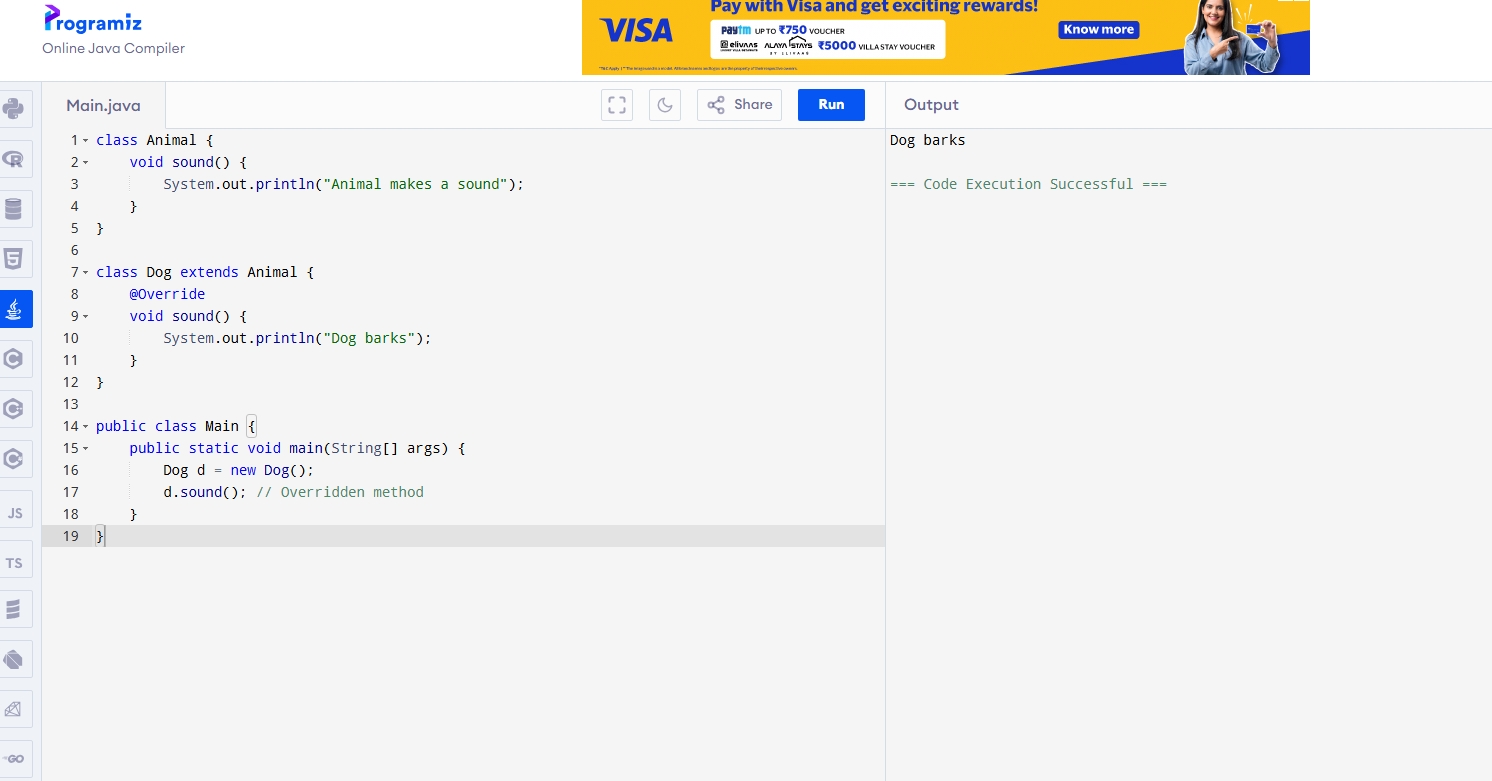 Programiz
Online Java Compiler
Pay with Visa and get exciting rewards!
VISA
Paytm UP TO ₹750 VOUCHER
elivaas ALAYA STAYS ₹5000 VILLA STAY VOUCHER
BY ELIVAAS
Know more
Main.java
Share
Run
Output
1 class Animal {
2     void sound() {
3         System.out.println("Animal makes a sound");
4     }
5 }
6
7 class Dog extends Animal {
8     @Override
9     void sound() {
10         System.out.println("Dog barks");
11     }
12 }
13
14 public class Main {
15     public static void main(String[] args) {
16         Dog d = new Dog();
17         d.sound(); // Overridden method
18     }
19 }
Dog barks
=== Code Execution Successful ===
R
5
C
C
C
JS
TS
GO